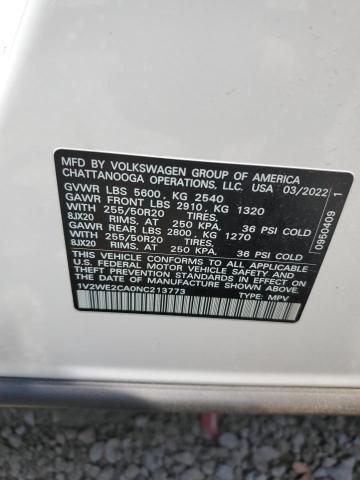 MFD BY VOLKSWAGEN GROUP OF AMERICA
CHATTANOOGA OPERATIONS, LLC. USA 03/2022
GVWR LBS 5600, KG 2540
GAWR FRONT LBS 2910, KG 1320
WITH 255/50R20 TIRES.
8JX20 RIMS. AT 250 KPA. 36 PSI COLD
GAWR REAR LBS 2800, KG 1270
WITH 255/50R20 TIRES.
8JX20 RIMS. AT 250 KPA. 36 PSI COLD
THIS VEHICLE CONFORMS TO ALL APPLICABLE
U.S. FEDERAL MOTOR VEHICLE SAFETY AND
THEFT PREVENTION STANDARDS IN EFFECT ON
THE DATE OF MANUFACTURE SHOWN ABOVE.
1V2WE2CA0NC213773 TYPE: MPV
0950409 1